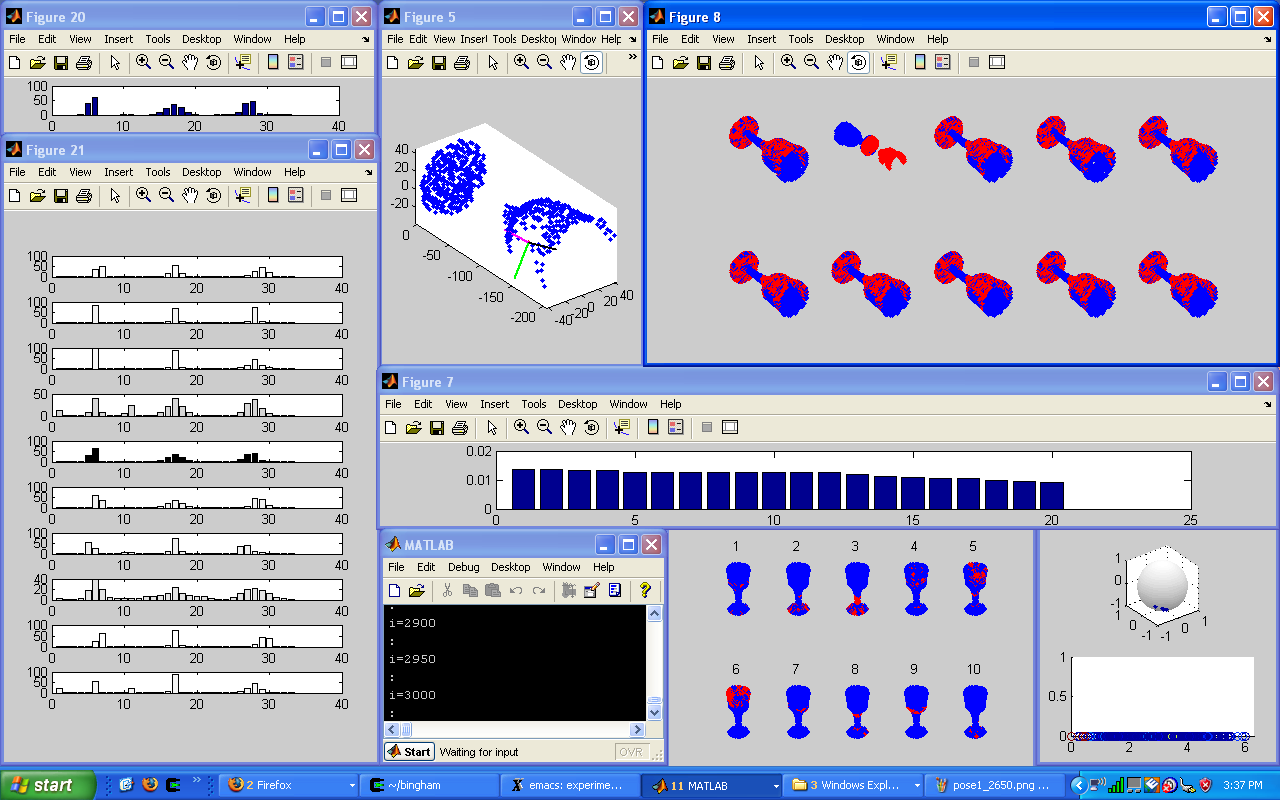 Figure 20
File Edit View Insert Tools Desktop Window Help
100
50
0
0 10 20 30 40
Figure 21
File Edit View Insert Tools Desktop Window Help
100
50
0
0 10 20 30 40
100
50
0
0 10 20 30 40
100
50
0
0 10 20 30 40
50
0
0 10 20 30 40
100
50
0
0 10 20 30 40
100
50
0
0 10 20 30 40
100
50
0
0 10 20 30 40
40
20
0
0 10 20 30 40
100
50
0
0 10 20 30 40
100
50
0
0 10 20 30 40
Figure 5
File Edit View Insert Tools Desktop Window Help
40
20
0
-20
0
-50
-100
-150
-200
-40
-20
0
20
40
Figure 8
File Edit View Insert Tools Desktop Window Help
Figure 7
File Edit View Insert Tools Desktop Window Help
0.02
0.01
0
0 5 10 15 20 25
MATLAB
File Edit Debug Desktop Window Help
:
i=2900
:
i=2950
:
i=3000
:
Start Waiting for input OVR
1 2 3 4 5
6 7 8 9 10
1
0
-1
1
0
-1
-1
0
1
1
0.5
0
0 2 4 6
start
2 Firefox
~/bingham
emacs: experime...
11 MATLAB
3 Windows Expl...
pose1_2650.png ...
3:37 PM